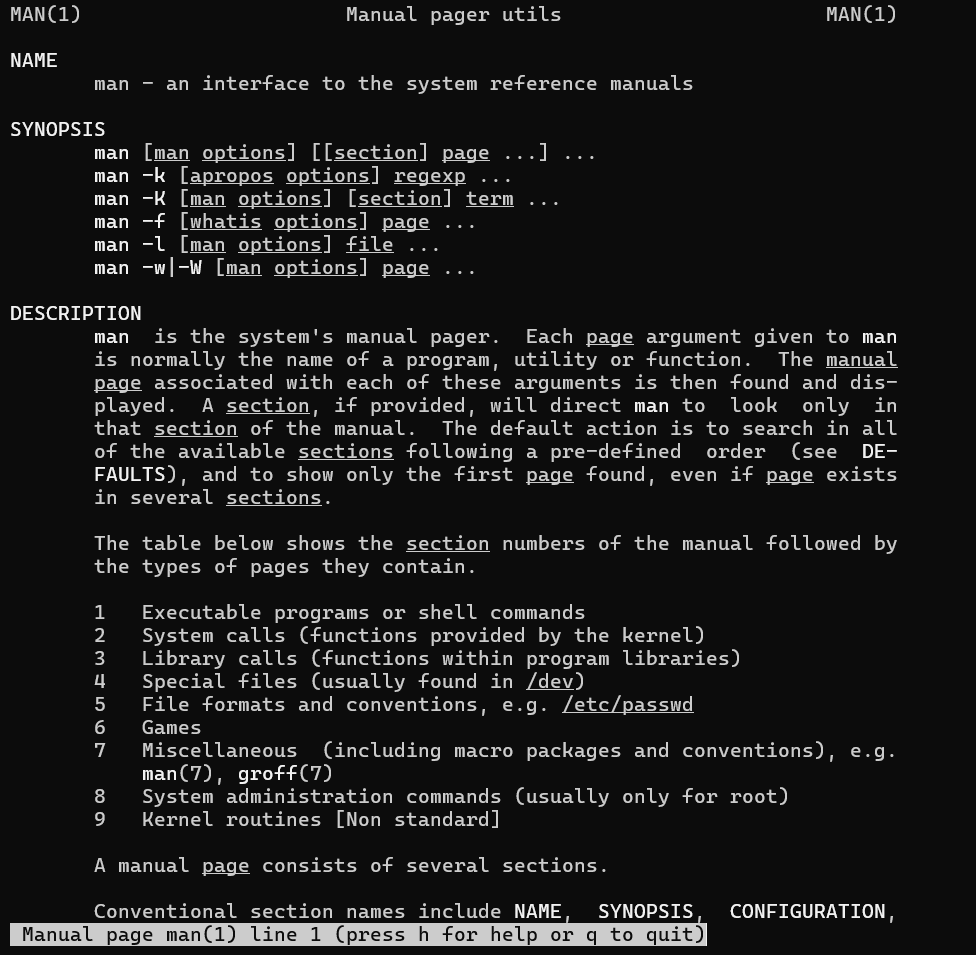 MAN(1)                      Manual pager utils                      MAN(1)

NAME
       man - an interface to the system reference manuals

SYNOPSIS
       man [man options] [[section] page ...] ...
       man -k [apropos options] regexp ...
       man -K [man options] [section] term ...
       man -f [whatis options] page ...
       man -l [man options] file ...
       man -w|-W [man options] page ...

DESCRIPTION
       man  is the system's manual pager.  Each page argument given to man
       is normally the name of a program, utility or function.  The manual
       page associated with each of these arguments is then found and dis-
       played.  A section, if provided, will direct man to  look  only  in
       that section of the manual.  The default action is to search in all
       of the available sections following a pre-defined  order  (see  DE-
       FAULTS), and to show only the first page found, even if page exists
       in several sections.

       The table below shows the section numbers of the manual followed by
       the types of pages they contain.

       1   Executable programs or shell commands
       2   System calls (functions provided by the kernel)
       3   Library calls (functions within program libraries)
       4   Special files (usually found in /dev)
       5   File formats and conventions, e.g. /etc/passwd
       6   Games
       7   Miscellaneous  (including macro packages and conventions), e.g.
           man(7), groff(7)
       8   System administration commands (usually only for root)
       9   Kernel routines [Non standard]

       A manual page consists of several sections.

       Conventional section names include NAME,  SYNOPSIS,  CONFIGURATION,
 Manual page man(1) line 1 (press h for help or q to quit)